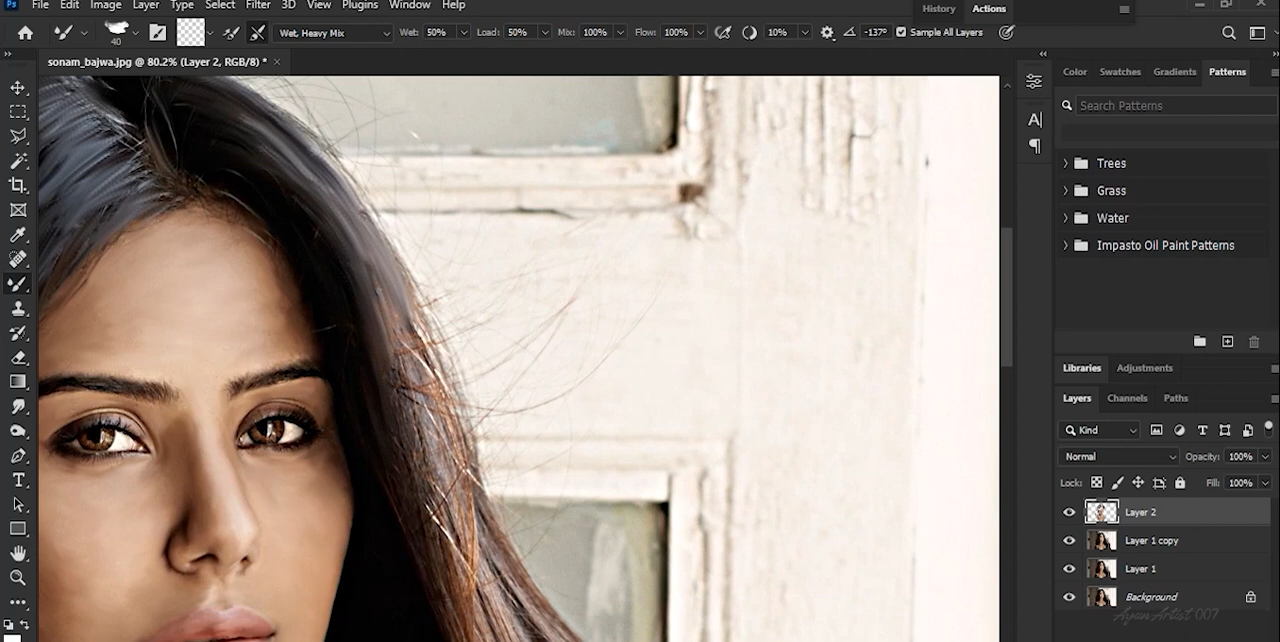 Ps File Edit Image Layer Type Select Filter 3D View Plugins Window Help
History Actions
40 Wet, Heavy Mix Wet: 50% Load: 50% Mix: 100% Flow: 100% 10% -137° Sample All Layers
sonam_bajwa.jpg @ 80.2% (Layer 2, RGB/8) *
Color Swatches Gradients Patterns
Search Patterns
Trees
Grass
Water
Impasto Oil Paint Patterns
Libraries Adjustments
Layers Channels Paths
Kind
Normal Opacity: 100%
Lock: Fill: 100%
Layer 2
Layer 1 copy
Layer 1
Background
Ayan Artist 007